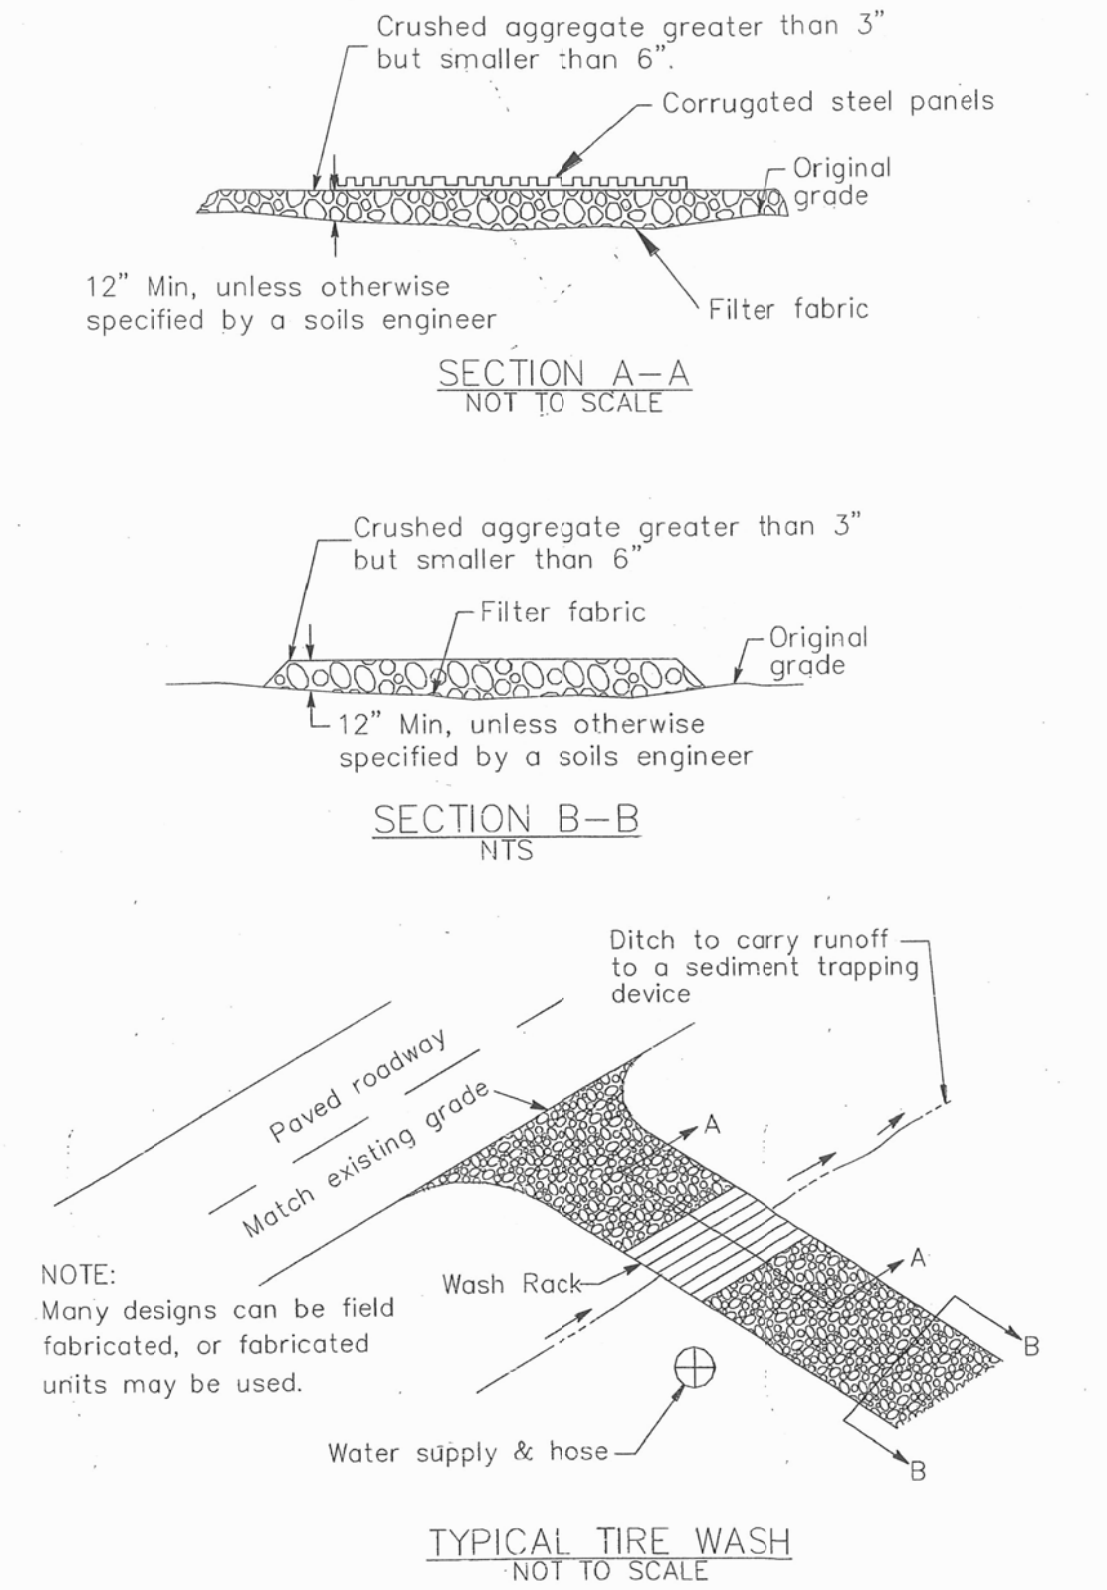 Crushed aggregate greater than 3"
but smaller than 6".
Corrugated steel panels
Original
grade
12" Min, unless otherwise
specified by a soils engineer
Filter fabric
SECTION A-A
NOT TO SCALE
Crushed aggregate greater than 3"
but smaller than 6"
Filter fabric
Original
grade
12" Min, unless otherwise
specified by a soils engineer
SECTION B-B
NTS
Ditch to carry runoff
to a sediment trapping
device
Paved roadway
Match existing grade
A
A
NOTE:
Many designs can be field
fabricated, or fabricated
units may be used.
Wash Rack
B
Water supply & hose
B
TYPICAL TIRE WASH
NOT TO SCALE